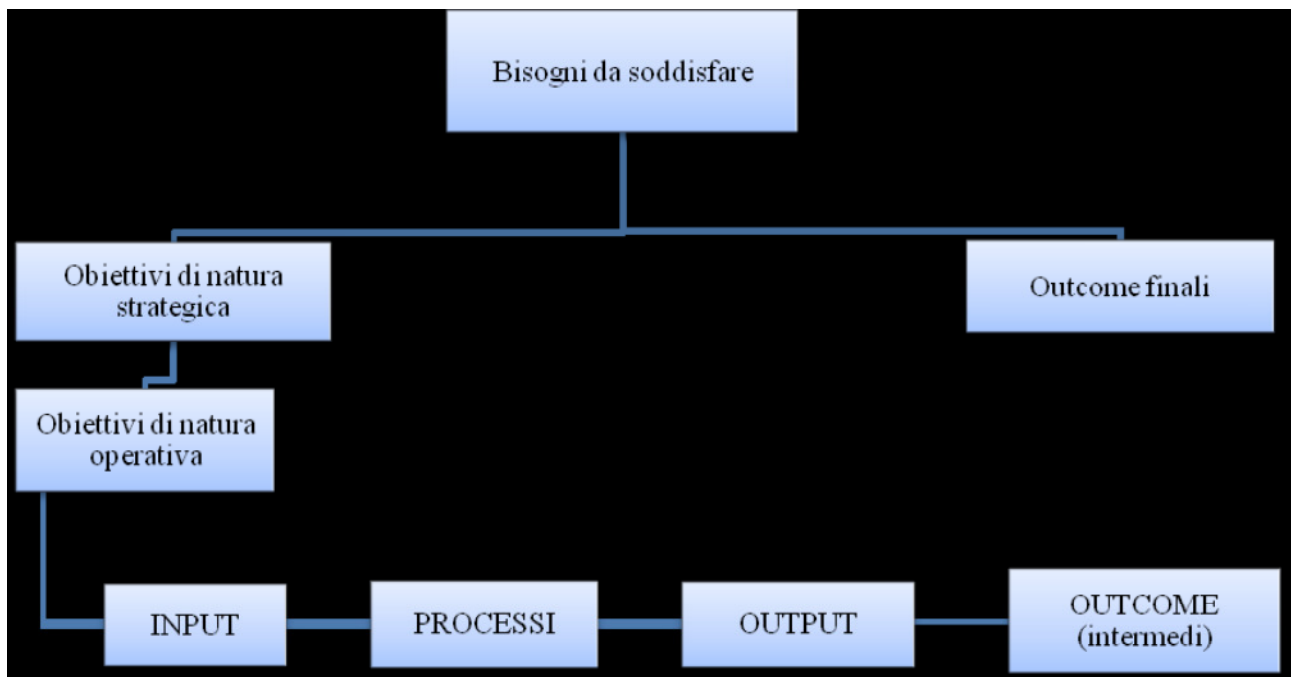 Bisogni da soddisfare
Obiettivi di natura
strategica
Outcome finali
Obiettivi di natura
operativa
INPUT
PROCESSI
OUTPUT
OUTCOME
(intermedi)